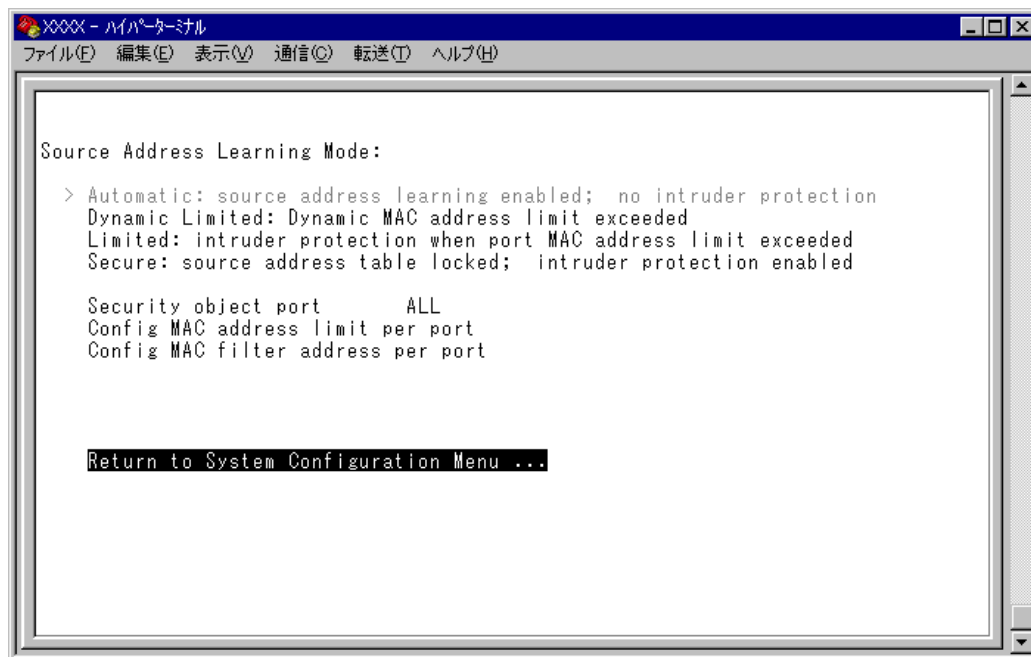 XXXX - ハイパーターミナル
ファイル(F) 編集(E) 表示(V) 通信(C) 転送(T) ヘルプ(H)
Source Address Learning Mode:
> Automatic: source address learning enabled; no intruder protection
Dynamic Limited: Dynamic MAC address limit exceeded
Limited: intruder protection when port MAC address limit exceeded
Secure: source address table locked; intruder protection enabled
Security object port ALL
Config MAC address limit per port
Config MAC filter address per port
Return to System Configuration Menu ...